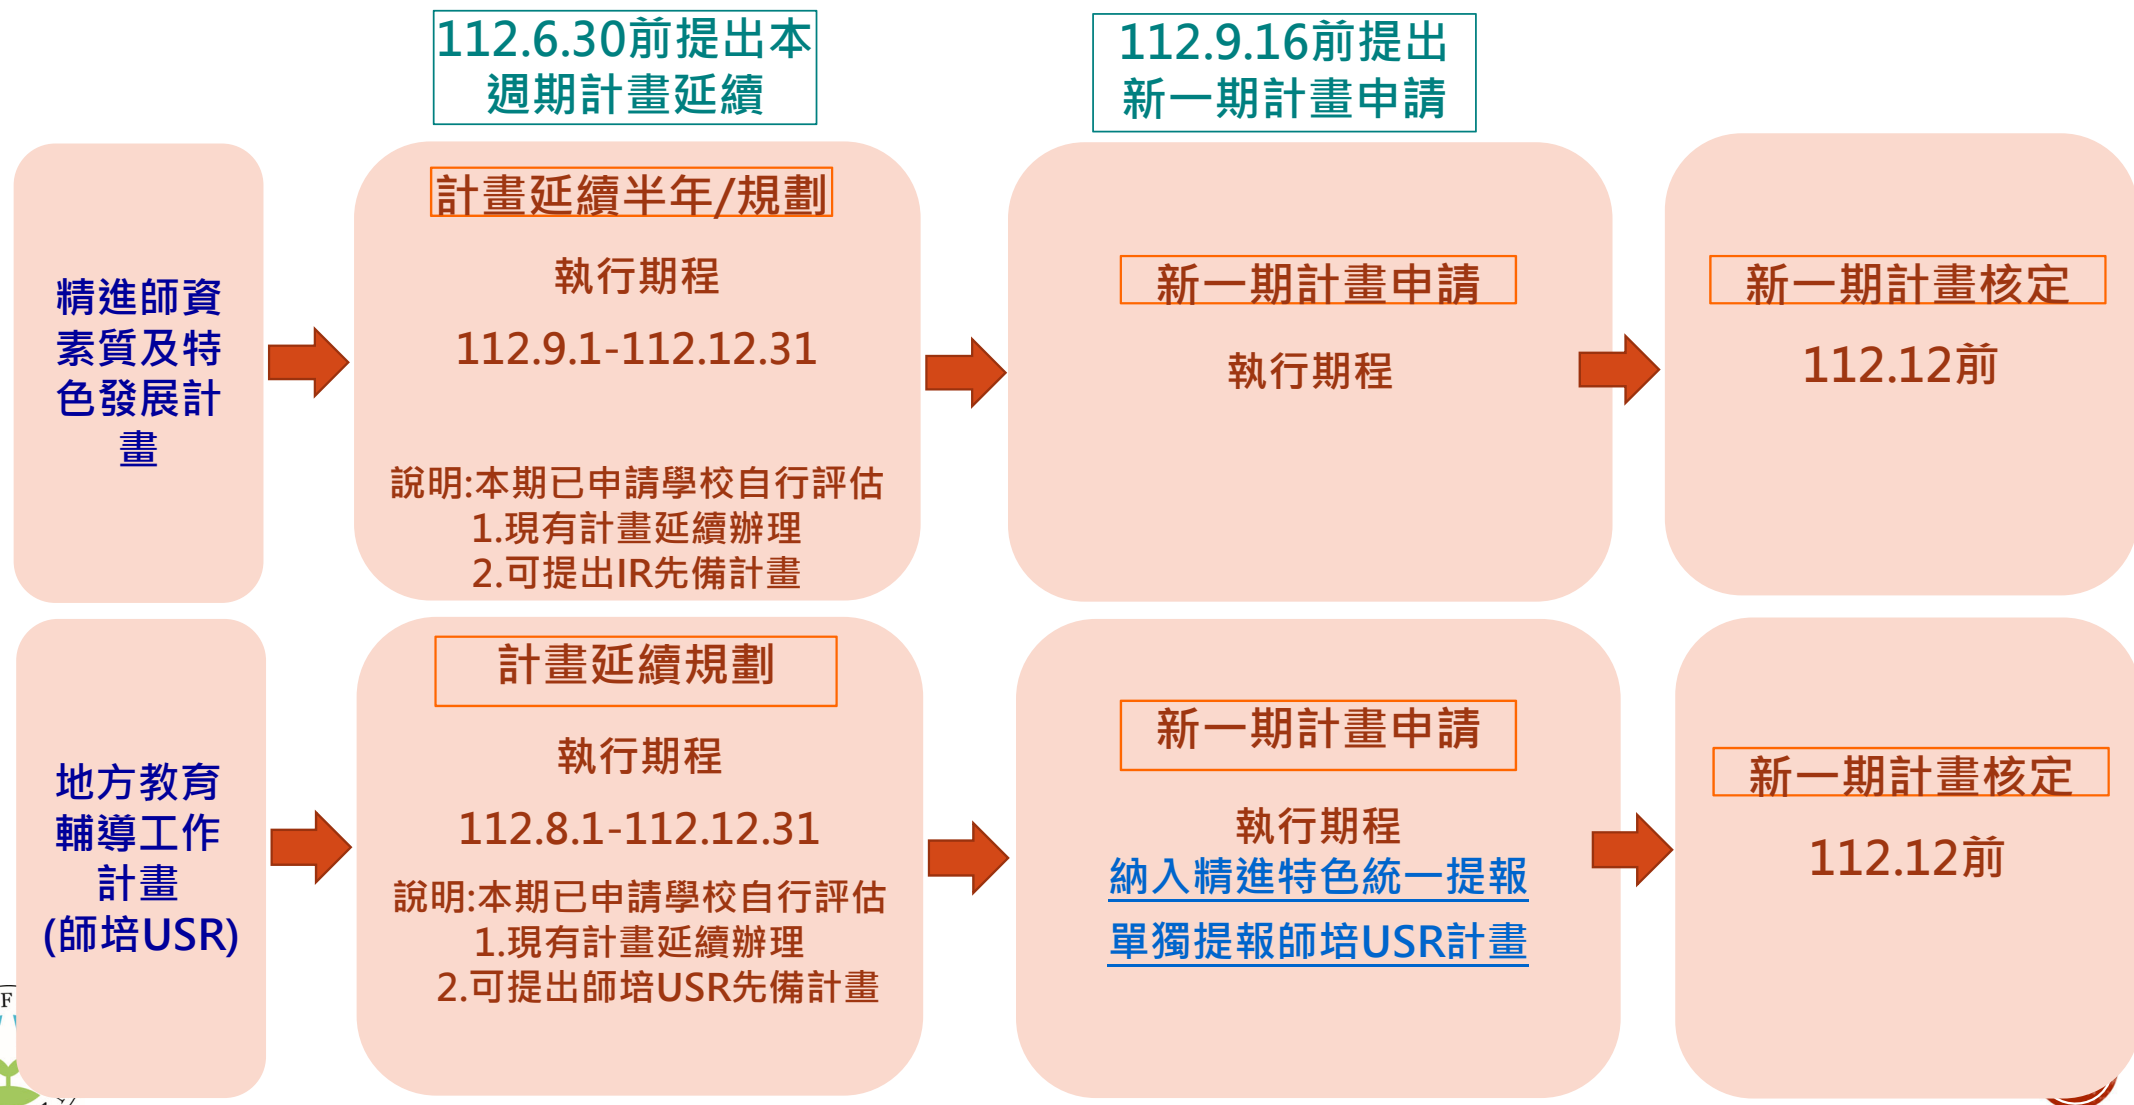 112.6.30前提出本
週期計畫延續
112.9.16前提出
新一期計畫申請
精進師資
素質及特
色發展計
畫
計畫延續半年/規劃
執行期程
112.9.1-112.12.31
說明:本期已申請學校自行評估
1.現有計畫延續辦理
2.可提出IR先備計畫
新一期計畫申請
執行期程
新一期計畫核定
112.12前
地方教育
輔導工作
計畫
(師培USR)
計畫延續規劃
執行期程
112.8.1-112.12.31
說明:本期已申請學校自行評估
1.現有計畫延續辦理
2.可提出師培USR先備計畫
新一期計畫申請
執行期程
納入精進特色統一提報
單獨提報師培USR計畫
新一期計畫核定
112.12前
F